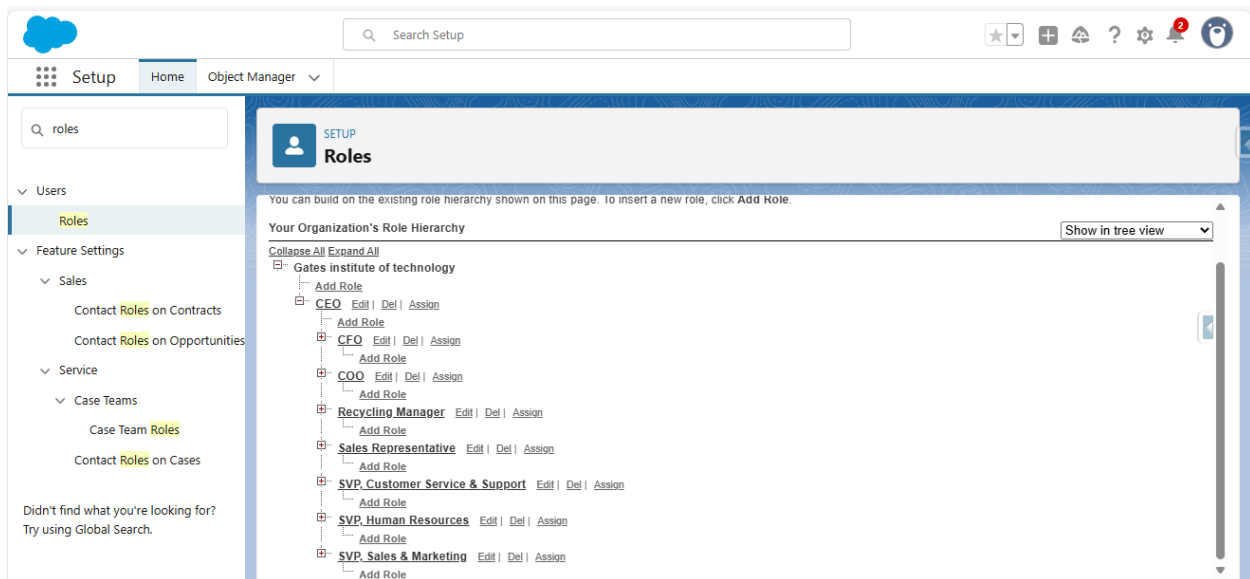 Search Setup
2
Setup
Home
Object Manager
roles
Users
Roles
Feature Settings
Sales
Contact Roles on Contracts
Contact Roles on Opportunities
Service
Case Teams
Case Team Roles
Contact Roles on Cases
Didn't find what you're looking for?
Try using Global Search.
SETUP
Roles
You can build on the existing role hierarchy shown on this page. To insert a new role, click Add Role.
Your Organization's Role Hierarchy
Show in tree view
Collapse All Expand All
Gates institute of technology
Add Role
CEO Edit | Del | Assign
Add Role
CFO Edit | Del | Assign
Add Role
COO Edit | Del | Assign
Add Role
Recycling Manager Edit | Del | Assign
Add Role
Sales Representative Edit | Del | Assign
Add Role
SVP, Customer Service & Support Edit | Del | Assign
Add Role
SVP, Human Resources Edit | Del | Assign
Add Role
SVP, Sales & Marketing Edit | Del | Assign
Add Role